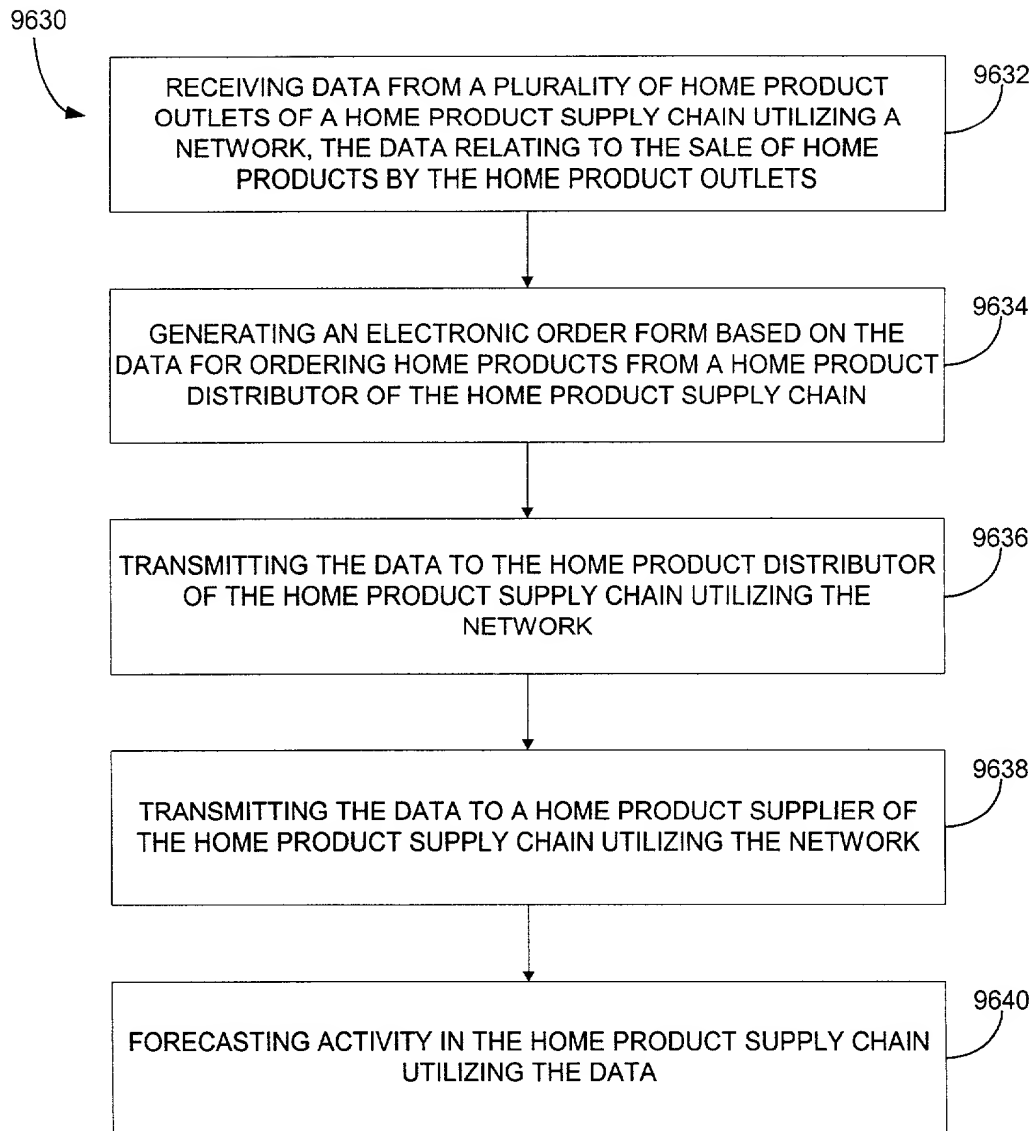 9630
RECEIVING DATA FROM A PLURALITY OF HOME PRODUCT
OUTLETS OF A HOME PRODUCT SUPPLY CHAIN UTILIZING A
NETWORK, THE DATA RELATING TO THE SALE OF HOME
PRODUCTS BY THE HOME PRODUCT OUTLETS
9632
GENERATING AN ELECTRONIC ORDER FORM BASED ON THE
DATA FOR ORDERING HOME PRODUCTS FROM A HOME PRODUCT
DISTRIBUTOR OF THE HOME PRODUCT SUPPLY CHAIN
9634
TRANSMITTING THE DATA TO THE HOME PRODUCT DISTRIBUTOR
OF THE HOME PRODUCT SUPPLY CHAIN UTILIZING THE
NETWORK
9636
TRANSMITTING THE DATA TO A HOME PRODUCT SUPPLIER OF
THE HOME PRODUCT SUPPLY CHAIN UTILIZING THE NETWORK
9638
FORECASTING ACTIVITY IN THE HOME PRODUCT SUPPLY CHAIN
UTILIZING THE DATA
9640